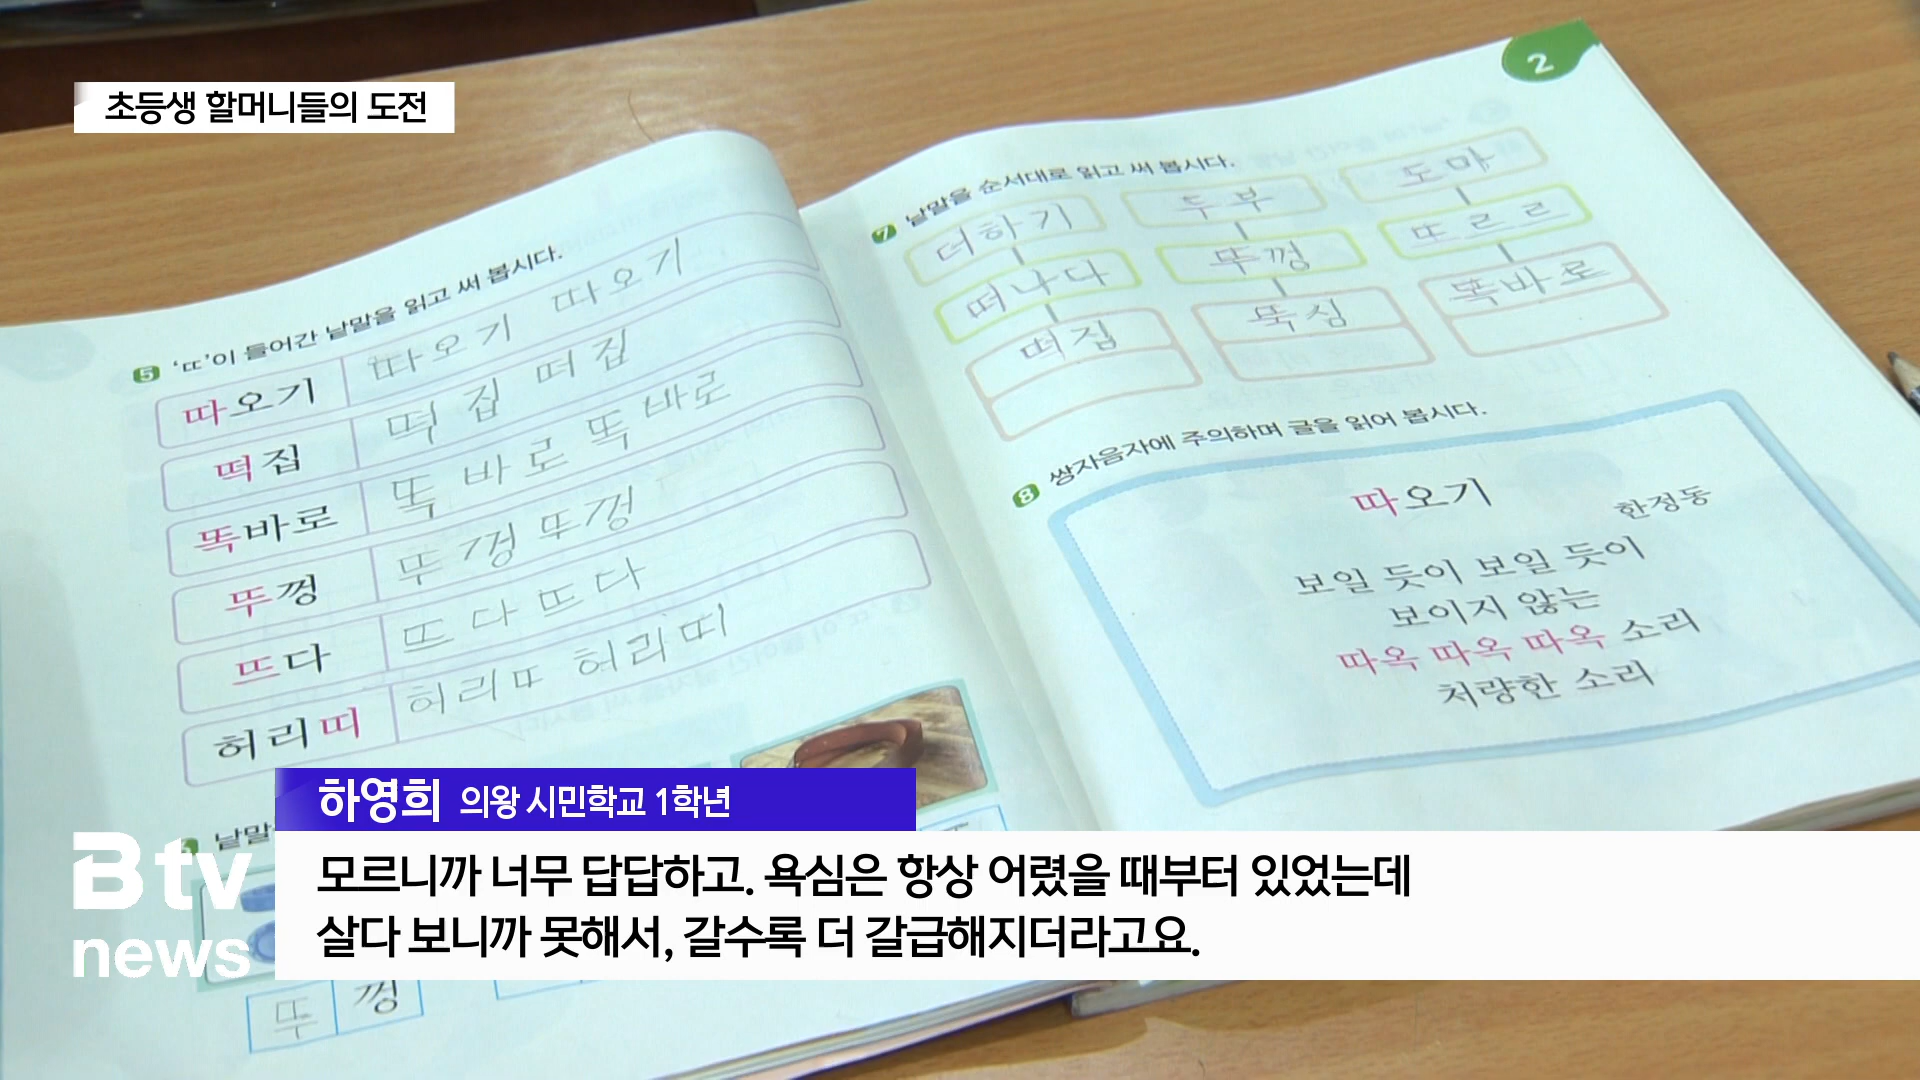 초등생 할머니들의 도전
5 ‘ㄸ’이 들어간 낱말을 읽고 써 봅시다.
따오기 따오기 따오기
떡집 떡 집 떠 집
똑바로 똑 바 로 똑 바로
뚜껑 뚜 껑 뚜껑
뜨다 뜨 다 뜨 다
허리띠 허리ㄸ 허리띠
낱말
뚜 껑
2
7 낱말을 순서대로 읽고 써 봅시다.
더하기 두부 도마
떠나다 뚜껑 또르르
떡집 뚝심 똑바로
8 쌍자음자에 주의하며 글을 읽어 봅시다.
따오기
한정동
보일 듯이 보일 듯이
보이지 않는
따옥 따옥 따옥 소리
처량한 소리
하영희 의왕 시민학교 1학년
모르니까 너무 답답하고. 욕심은 항상 어렸을 때부터 있었는데
살다 보니까 못해서, 갈수록 더 갈급해지더라고요.
B tv
news